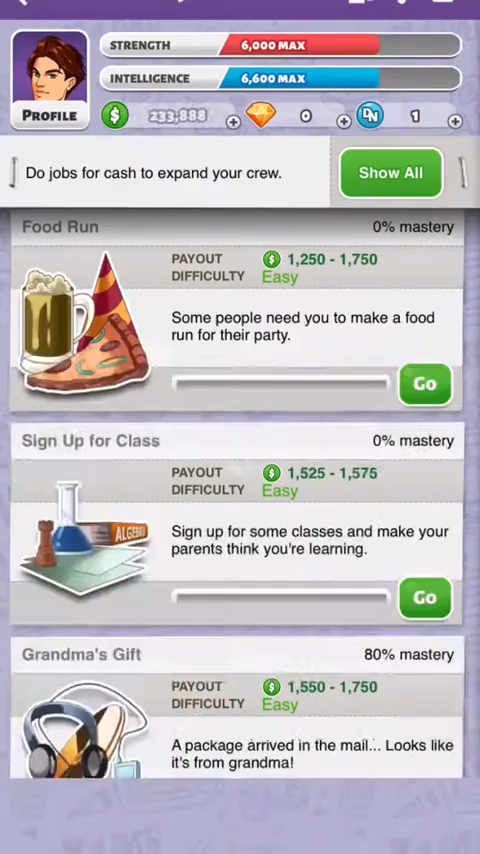 STRENGTH
6,000 MAX
INTELLIGENCE
6,600 MAX
PROFILE
$ 233,888 + 0 + DN 1 +
Do jobs for cash to expand your crew.
Show All
Food Run
0% mastery
PAYOUT $ 1,250 - 1,750
DIFFICULTY Easy
Some people need you to make a food
run for their party.
Go
Sign Up for Class
0% mastery
PAYOUT $ 1,525 - 1,575
DIFFICULTY Easy
ALGEBRA
Sign up for some classes and make your
parents think you're learning.
Go
Grandma's Gift
80% mastery
PAYOUT $ 1,550 - 1,750
DIFFICULTY Easy
A package arrived in the mail... Looks like
it's from grandma!